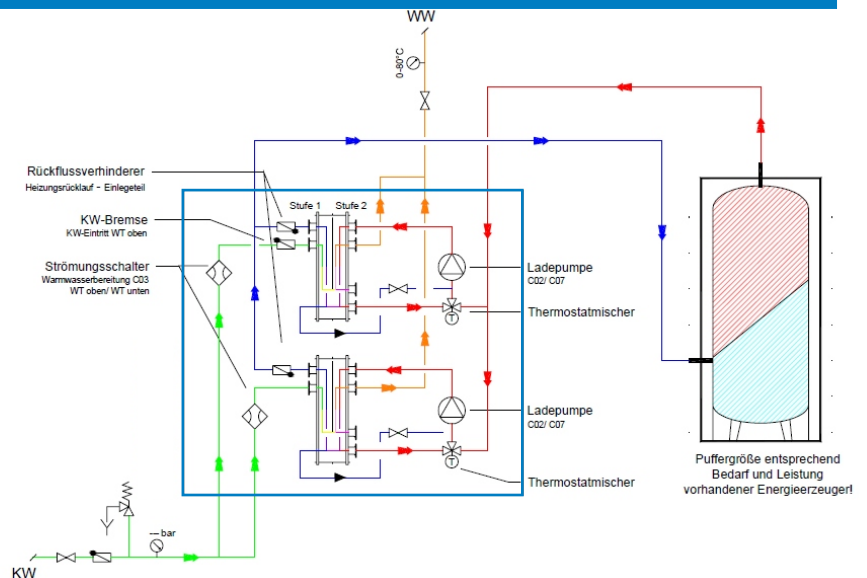 WW
0-80°C
Rückflussverhinderer
Heizungsrücklauf - Einlegeteil
KW-Bremse
KW-Eintritt WT oben
Strömungsschalter
Warmwasserbereitung C03
WT oben/ WT unten
Stufe 1
Stufe 2
Ladepumpe
C02/ C07
Thermostatmischer
T
Ladepumpe
C02/ C07
Thermostatmischer
T
Puffergröße entsprechend
Bedarf und Leistung
vorhandener Energieerzeuger!
--- bar
KW